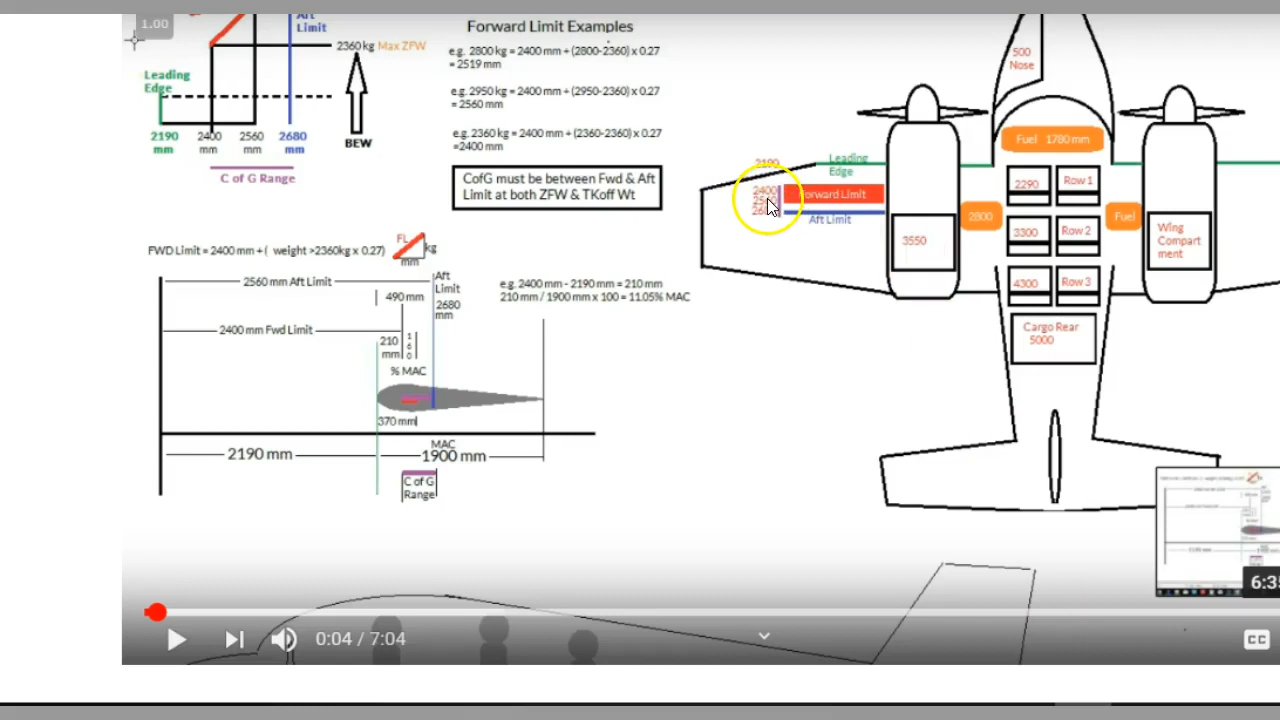 1.00
Aft
Limit
2360 kg Max ZFW
Leading
Edge
2190
mm
2400
mm
2560
mm
2680
mm
BEW
C of G Range
Forward Limit Examples
e.g. 2800 kg = 2400 mm + (2800-2360) x 0.27
= 2519 mm
e.g. 2950 kg = 2400 mm + (2950-2360) x 0.27
= 2560 mm
e.g. 2360 kg = 2400 mm + (2360-2360) x 0.27
=2400 mm
CofG must be between Fwd & Aft
Limit at both ZFW & TKoff Wt
FWD Limit = 2400 mm + ( weight >2360kg x 0.27)
FL
kg
mm
2560 mm Aft Limit
Aft
Limit
2680
mm
490 mm
2400 mm Fwd Limit
210
mm
160
% MAC
370 mm
e.g. 2400 mm - 2190 mm = 210 mm
210 mm / 1900 mm x 100 = 11.05% MAC
2190 mm
MAC
1900 mm
C of G
Range
500
Nose
Fuel 1780 mm
2190
Leading
Edge
2400
Forward Limit
Aft Limit
2290
Row 1
2800
Fuel
3300
Row 2
3550
Wing
Compart
ment
4300
Row 3
Cargo Rear
5000
6:35
0:04 / 7:04
CC